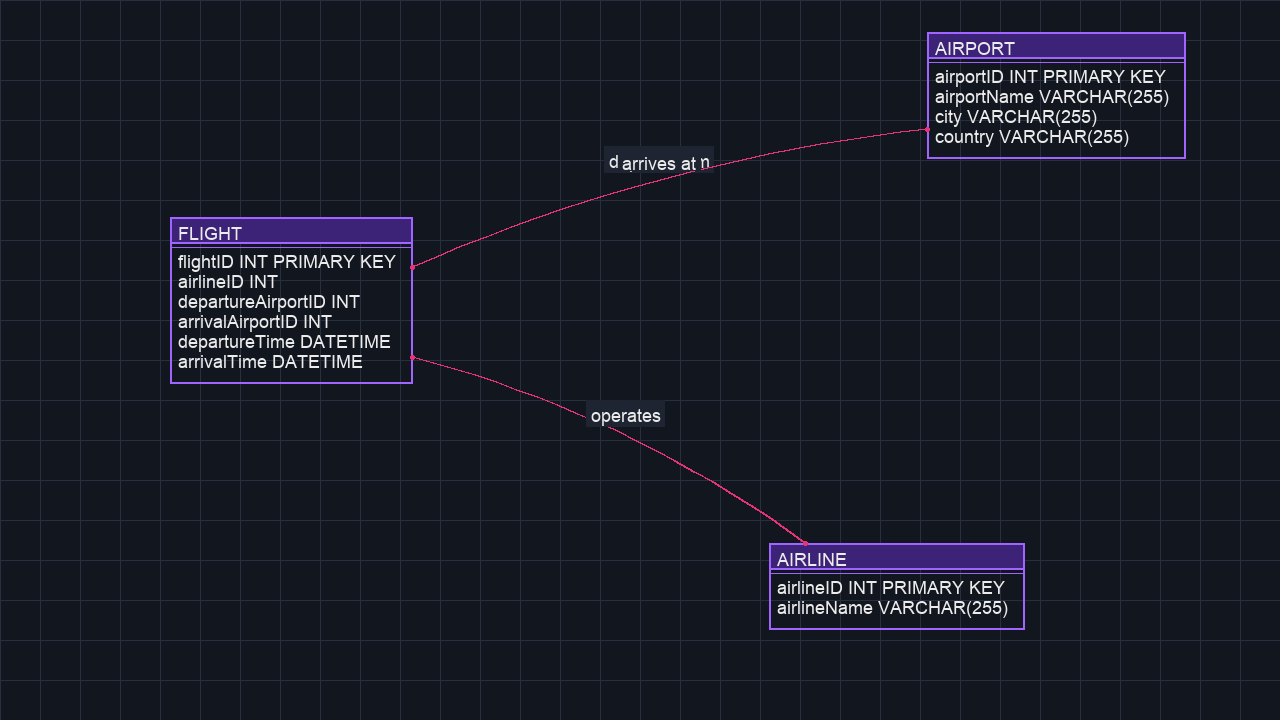 AIRPORT
airportID INT PRIMARY KEY
airportName VARCHAR(255)
city VARCHAR(255)
country VARCHAR(255)
arrives at
FLIGHT
flightID INT PRIMARY KEY
airlineID INT
departureAirportID INT
arrivalAirportID INT
departureTime DATETIME
arrivalTime DATETIME
operates
AIRLINE
airlineID INT PRIMARY KEY
airlineName VARCHAR(255)